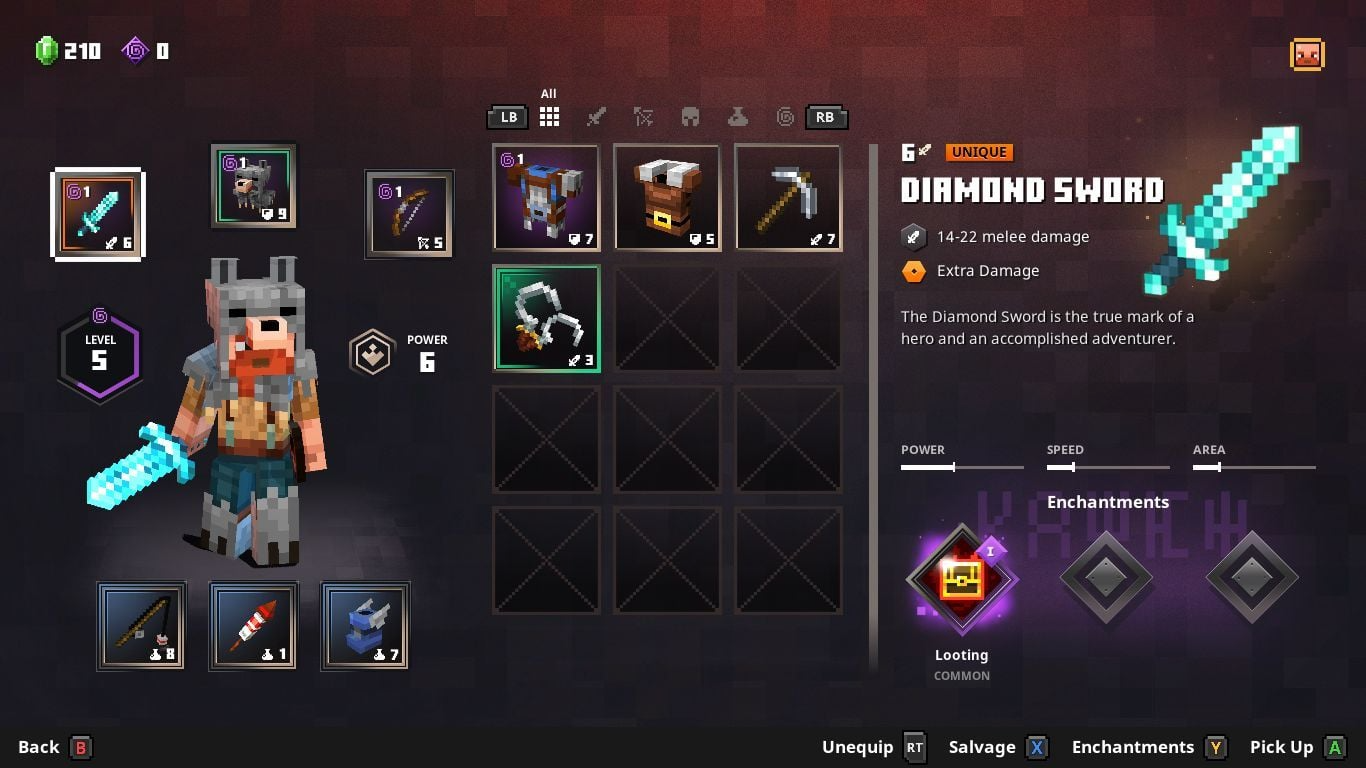 210 0
All
LB RB
1 6
1 9
1 5
1 7
5
7
3
LEVEL
5
POWER
6
8
1
7
6 UNIQUE
DIAMOND SWORD
14-22 melee damage
Extra Damage
The Diamond Sword is the true mark of a
hero and an accomplished adventurer.
POWER SPEED AREA
Enchantments
I
Looting
COMMON
Back B
Unequip RT Salvage X Enchantments Y Pick Up A